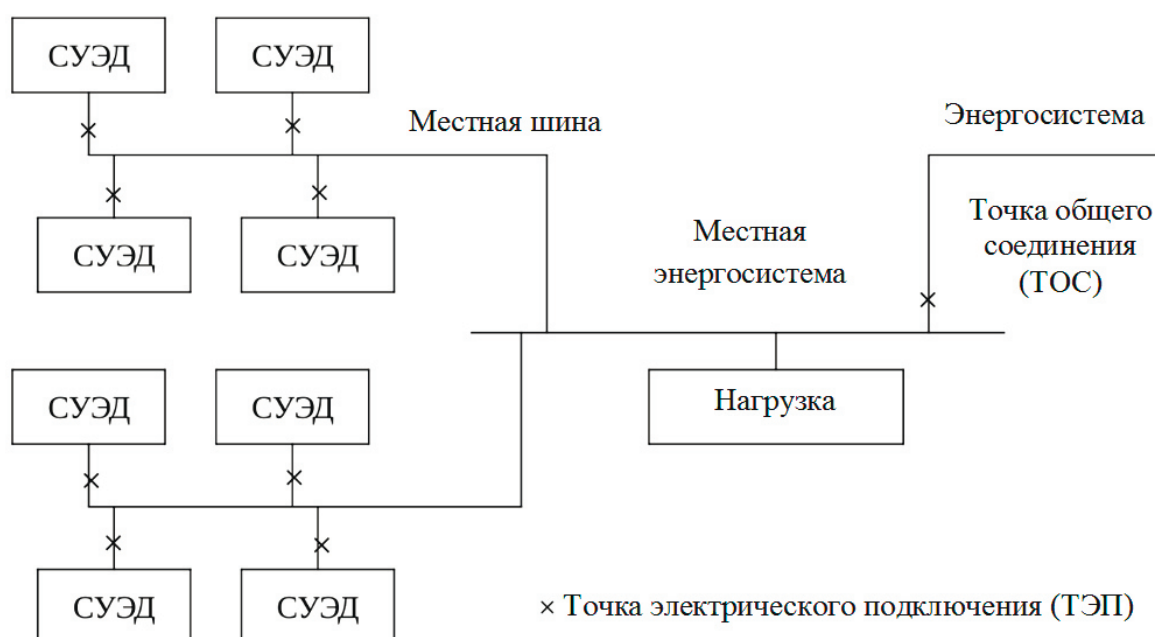 СУЭД СУЭД
Местная шина
Энергосистема
СУЭД СУЭД
Точка общего
соединения
(ТОС)
Местная
энергосистема
СУЭД СУЭД
Нагрузка
СУЭД СУЭД
× Точка электрического подключения (ТЭП)